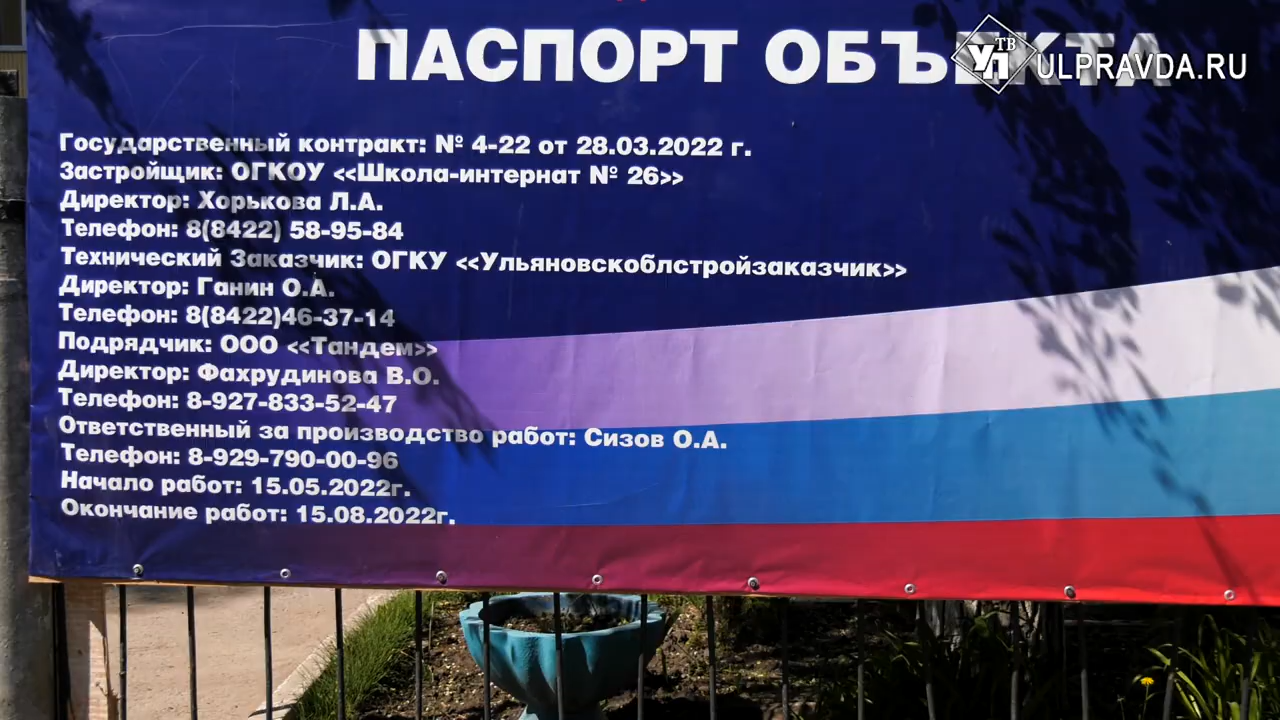 ПАСПОРТ ОБЪЕКТА
УП ТВ ULPRAVDA.RU
Государственный контракт: № 4-22 от 28.03.2022 г.
Застройщик: ОГКОУ <<Школа-интернат № 26>>
Директор: Хорькова Л.А.
Телефон: 8(8422) 58-95-84
Технический Заказчик: ОГКУ <<Ульяновскоблстройзаказчик>>
Директор: Ганин О.А.
Телефон: 8(8422)46-37-14
Подрядчик: ООО <<Тандем>>
Директор: Фахрудинова В.О.
Телефон: 8-927-833-52-47
Ответственный за производство работ: Сизов О.А.
Телефон: 8-929-790-00-96
Начало работ: 15.05.2022г.
Окончание работ: 15.08.2022г.